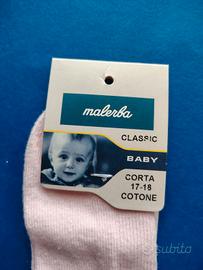 malerba
CLASSIC
BABY
CORTA
17-18
COTONE
subito